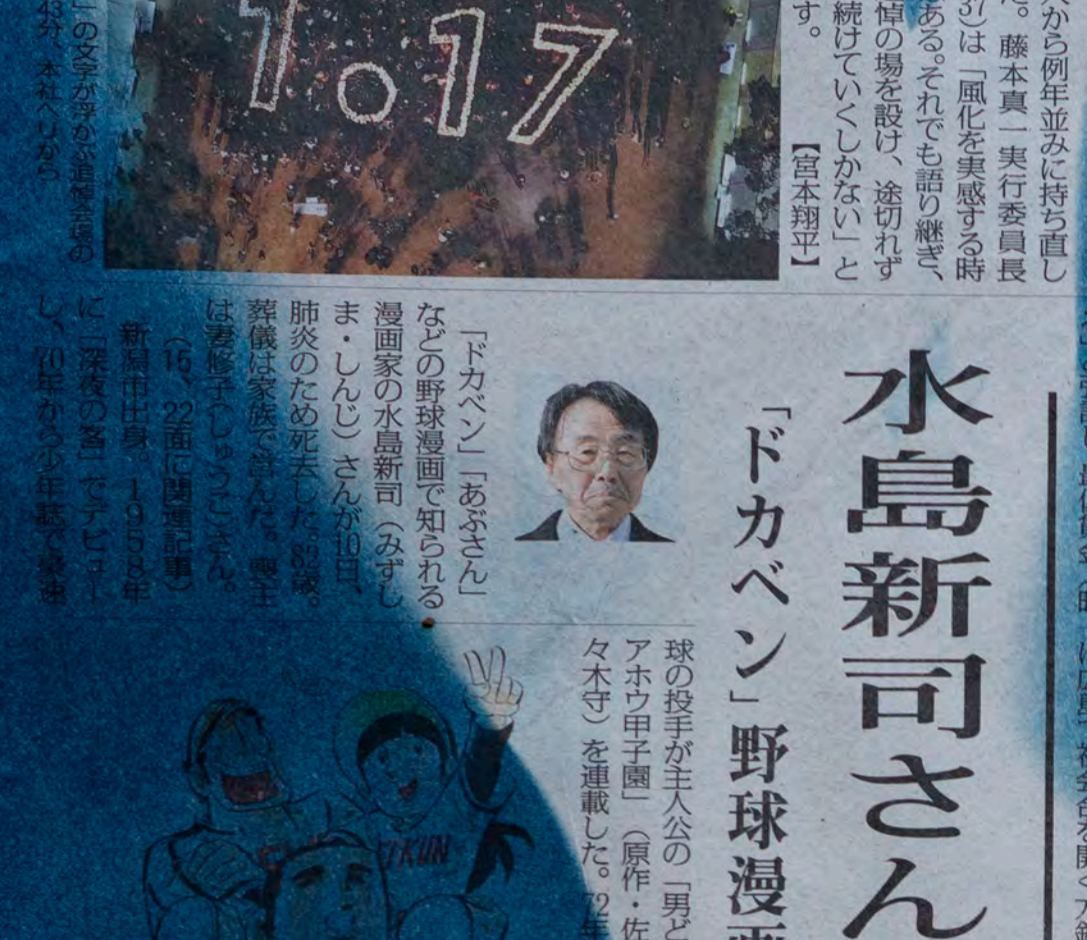 から例年並みに持ち直し
藤本真一実行委員長
37)は「風化を実感する時
ある。それでも語り継ぎ、
悼の場を設け、途切れず
続けていくしかない」と
す。
【宮本翔平】
1.17
」の文字が浮かぶ追悼会場の
43分、本社ヘリから
水島新司さん
「ドカベン」野球漫画
「ドカベン」「あぶさん」
などの野球漫画で知られる
漫画家の水島新司（みずし
ま・しんじ）さんが10日、
肺炎のため死去した。82歳。
葬儀は家族で営んだ。喪主
は妻修子（しゅうこ）さん。
（15、22面に関連記事）
新潟市出身。1958年
に「深夜の客」でデビュー
し、70年から少年誌で豪速
球の投手が主人公の「男ど
アホウ甲子園」（原作・佐
々木守）を連載した。72年